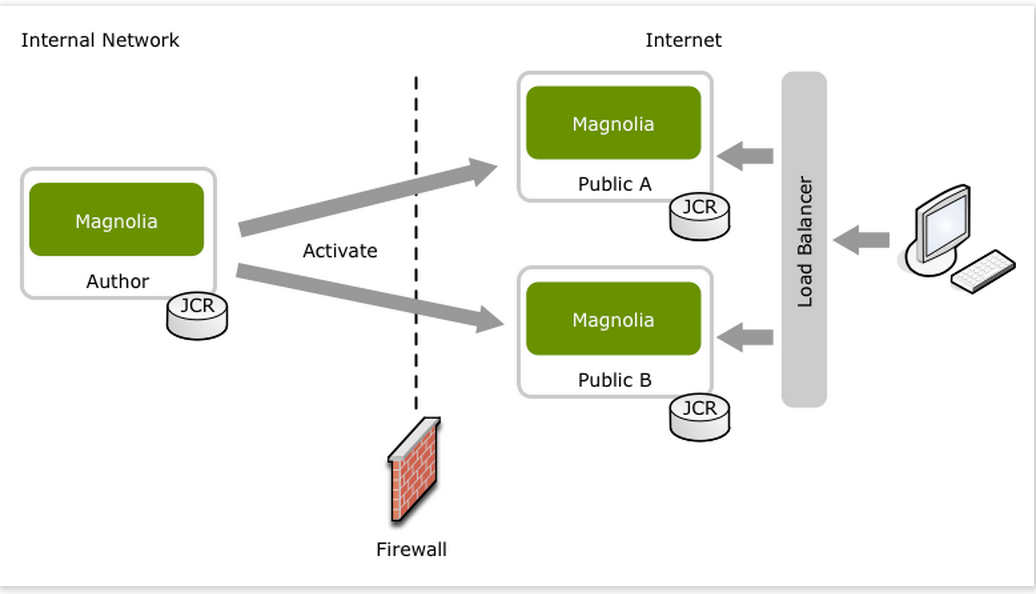 Internal Network
Internet
Magnolia
Author
JCR
Activate
Firewall
Magnolia
Public A
JCR
Magnolia
Public B
JCR
Load Balancer